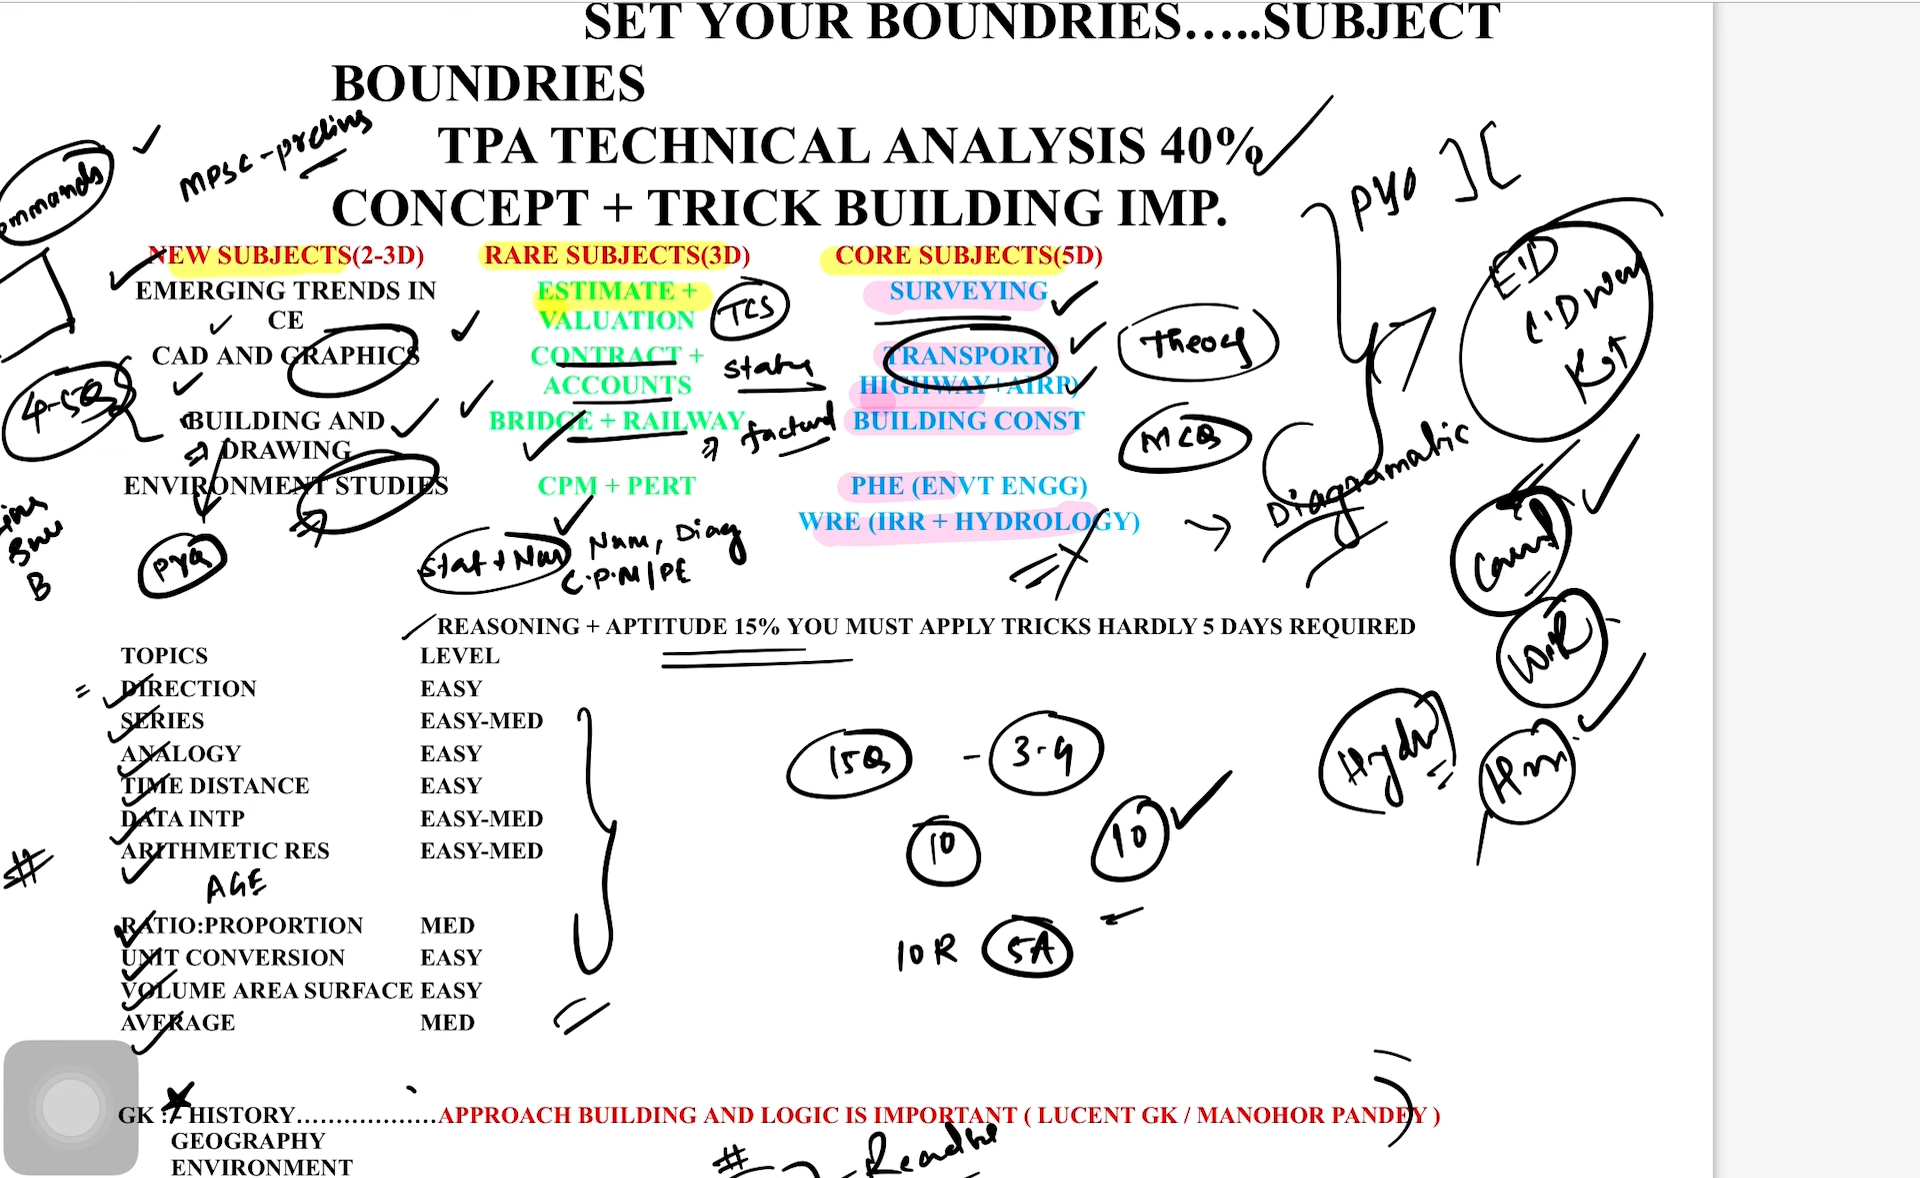 SET YOUR BOUNDRIES.....SUBJECT
BOUNDRIES
TPA TECHNICAL ANALYSIS 40%
CONCEPT + TRICK BUILDING IMP.
MPSC - prelims
PYQ
NEW SUBJECTS(2-3D)
EMERGING TRENDS IN
CE
CAD AND GRAPHICS
BUILDING AND
DRAWING
ENVIRONMENT STUDIES
4-5Q
PYQ
RARE SUBJECTS(3D)
ESTIMATE +
VALUATION
TCS
CONTRACT +
ACCOUNTS
BRIDGE + RAILWAY
factual
CPM + PERT
Stat + Num
Num, Diag
C.P.M/PE
CORE SUBJECTS(5D)
SURVEYING
TRANSPORT(
HIGHWAY+AIRP)
BUILDING CONST
PHE (ENVT ENGG)
WRE (IRR + HYDROLOGY)
Theory
MCQ
Diagramatic
REASONING + APTITUDE 15% YOU MUST APPLY TRICKS HARDLY 5 DAYS REQUIRED
TOPICS LEVEL
DIRECTION EASY
SERIES EASY-MED
ANALOGY EASY
TIME DISTANCE EASY
DATA INTP EASY-MED
ARITHMETIC RES EASY-MED
AGE
RATIO:PROPORTION MED
UNIT CONVERSION EASY
VOLUME AREA SURFACE EASY
AVERAGE MED
15Q - 3-4
10 10
10R 5A
GK :- HISTORY..................APPROACH BUILDING AND LOGIC IS IMPORTANT ( LUCENT GK / MANOHOR PANDEY )
GEOGRAPHY
ENVIRONMENT